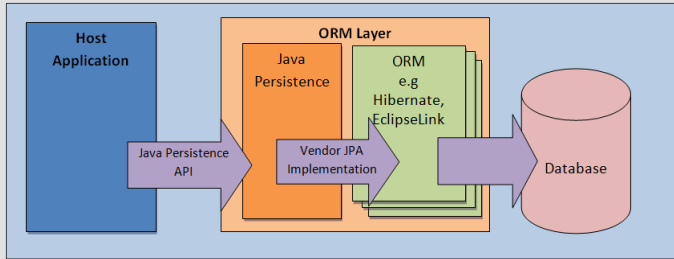 Host
Application
ORM Layer
Java
Persistence
ORM
e.g
Hibernate,
EclipseLink
Java Persistence
API
Vendor JPA
Implementation
Database